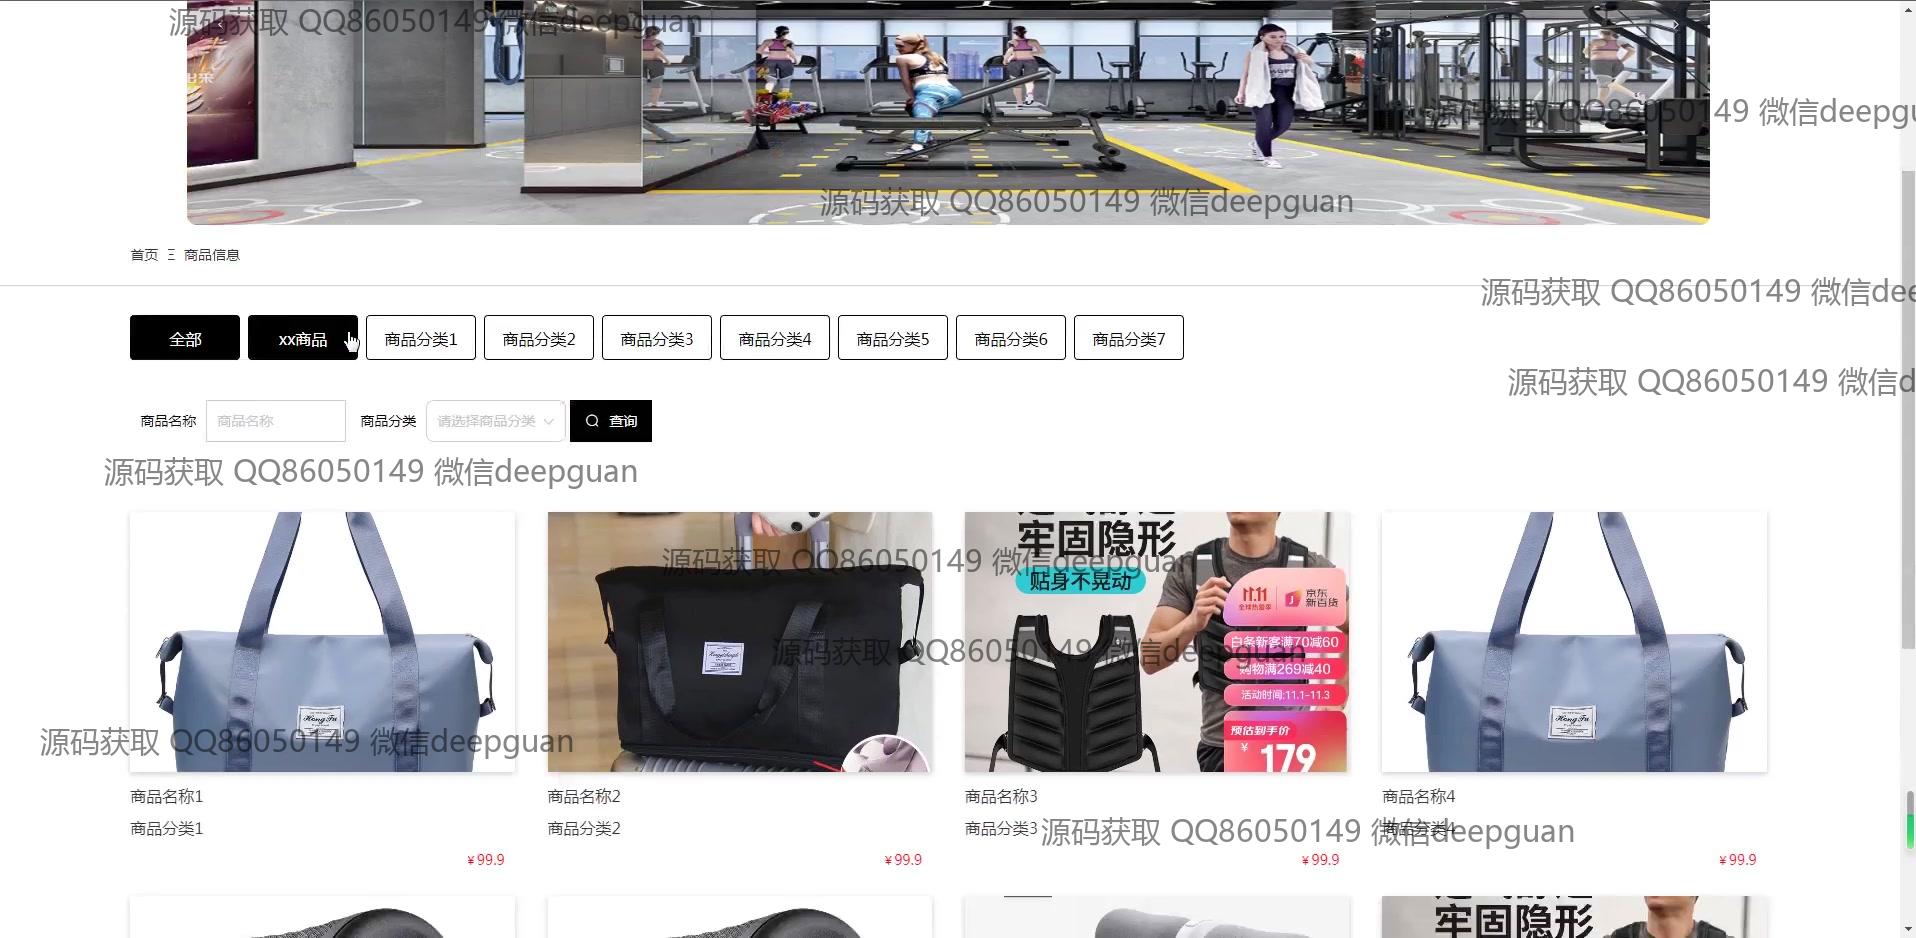 源码获取 QQ86050149 微信deepguan
出来
源码获取 QQ86050149 微信deepgu
源码获取 QQ86050149 微信deepguan
首页 Ξ 商品信息
源码获取 QQ86050149 微信dee
全部 xx商品 商品分类1 商品分类2 商品分类3 商品分类4 商品分类5 商品分类6 商品分类7
源码获取 QQ86050149 微信d
商品名称 商品名称 商品分类 请选择商品分类 查询
源码获取 QQ86050149 微信deepguan
牢固隐形
贴身不晃动
11.11
全球热爱季
京东
新百货
白条新客满70减60
购物满269减40
活动时间:11.1-11.3
预估到手价
¥179
源码获取 QQ86050149 微信deepguan
源码获取 QQ86050149 微信deepguan
Hong Fu
Hong Fu
源码获取 QQ86050149 微信deepguan
商品名称1 商品名称2 商品名称3 商品名称4
商品分类1 商品分类2 商品分类3 商品分类4
源码获取 QQ86050149 微信deepguan
¥99.9 ¥99.9 ¥99.9 ¥99.9
牢固隐形